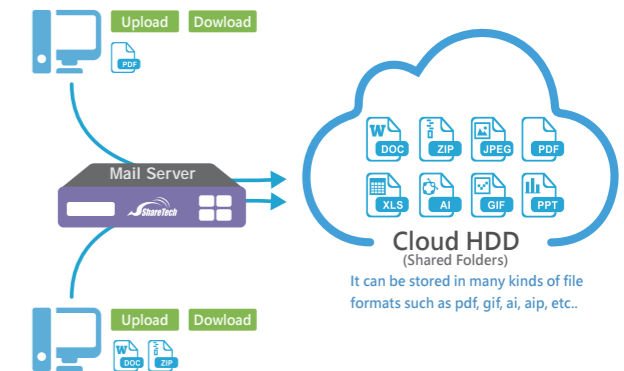 Upload Dowload
PDF
Mail Server
ShareTech
DOC ZIP JPEG PDF
XLS AI GIF PPT
Cloud HDD
(Shared Folders)
It can be stored in many kinds of file
formats such as pdf, gif, ai, aip, etc..
Upload Dowload
W W
DOC ZIP